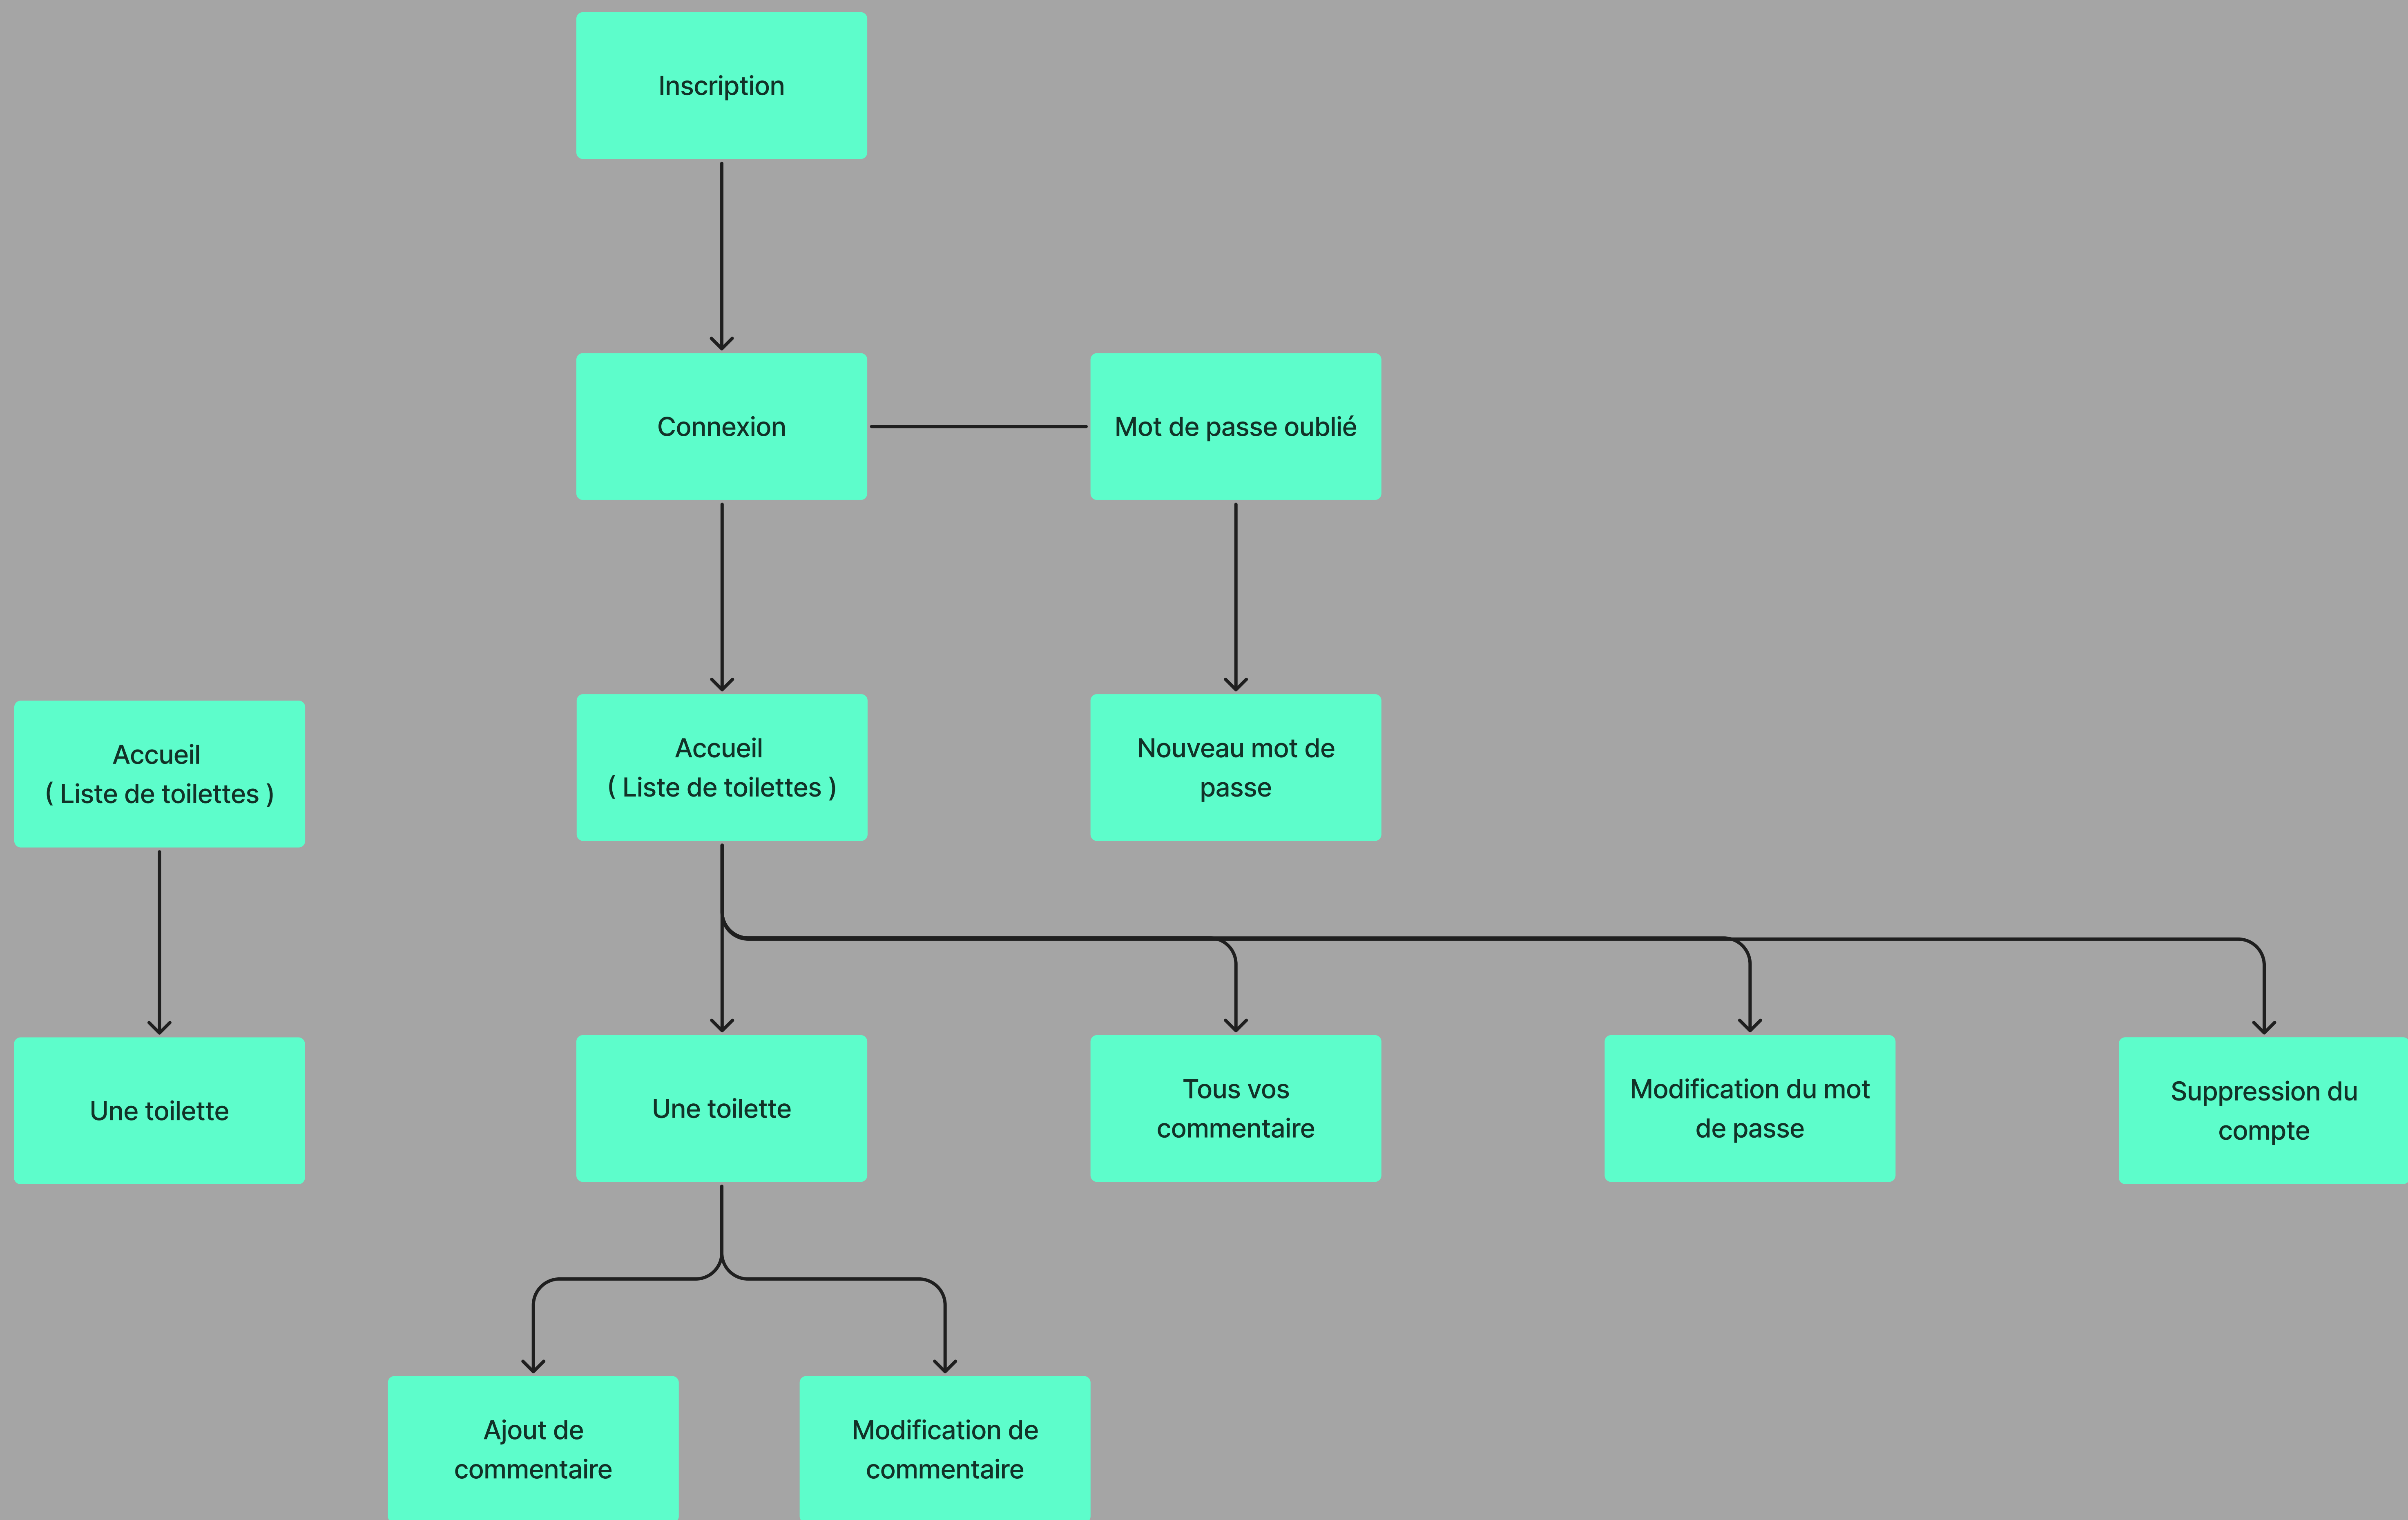 Inscription
Connexion
Mot de passe oublié
Accueil
( Liste de toilettes )
Accueil
( Liste de toilettes )
Nouveau mot de
passe
Une toilette
Une toilette
Tous vos
commentaire
Modification du mot
de passe
Suppression du
compte
Ajout de
commentaire
Modification de
commentaire